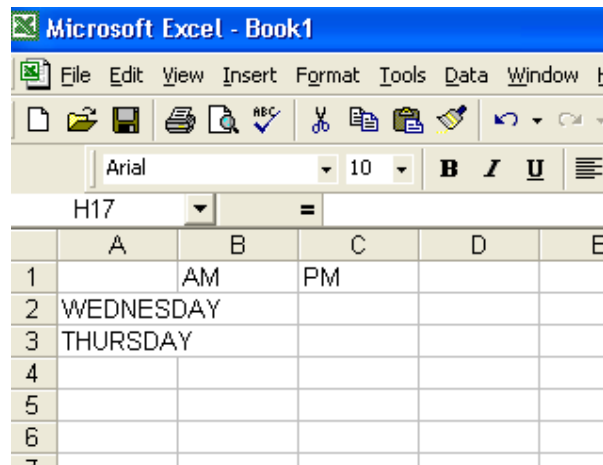 Microsoft Excel - Book1
File Edit View Insert Format Tools Data Window
ABC
Arial 10 B I U
H17 =
A B C D E
1 AM PM
2 WEDNESDAY
3 THURSDAY
4
5
6